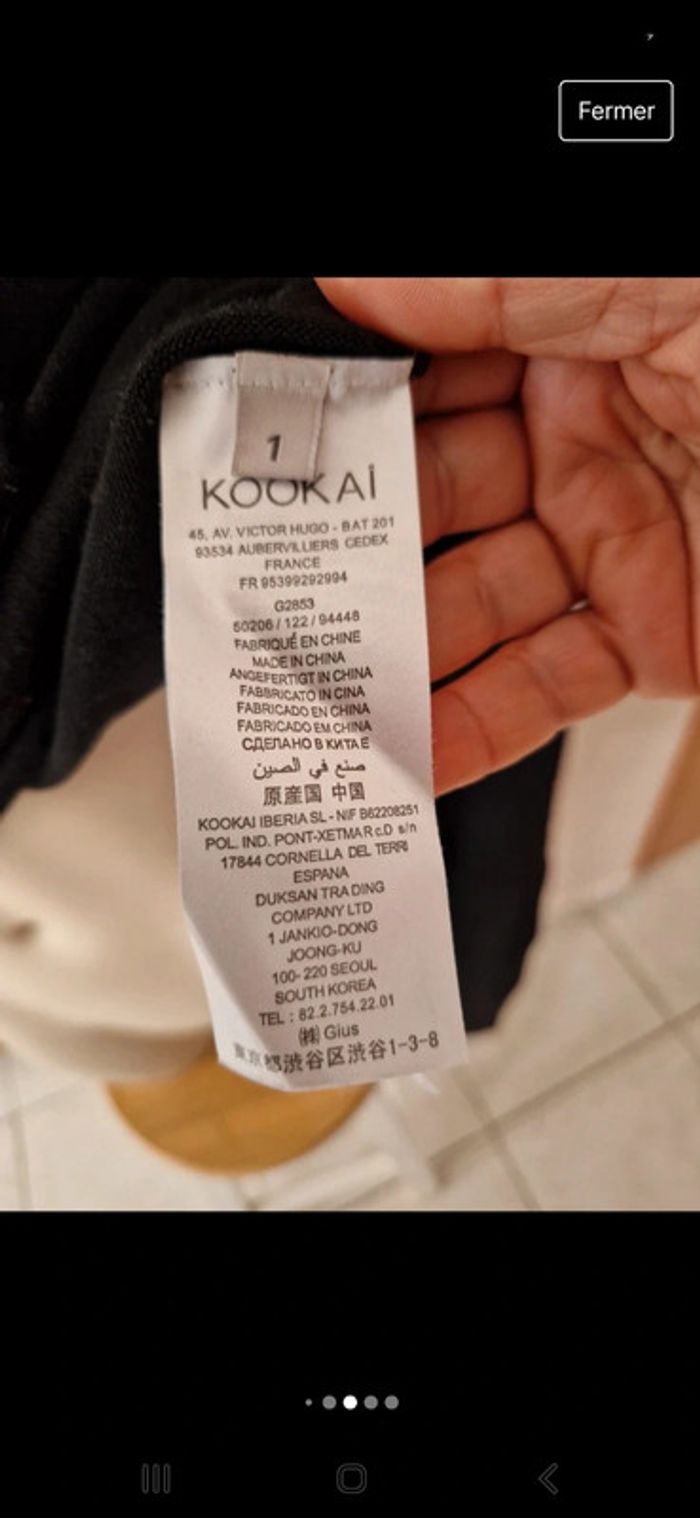 Fermer
1
KOOKAÏ
45, AV. VICTOR HUGO - BAT 201
93534 AUBERVILLIERS CEDEX
FRANCE
FR 95399292994
G2853
50206 / 122 / 94448
FABRIQUÉ EN CHINE
MADE IN CHINA
ANGEFERTIGT IN CHINA
FABBRICATO IN CINA
FABRICADO EN CHINA
FABRICADO EM CHINA
СДЕЛАНО В КИТАЕ
صنع في الصين
原産国 中国
KOOKAI IBERIA SL - NIF B62208251
POL. IND. PONT-XETMAR c.D s/n
17844 CORNELLA DEL TERRI
ESPANA
DUKSAN TRADING
COMPANY LTD
1 JANKIO-DONG
JOONG-KU
100-220 SEOUL
SOUTH KOREA
TEL : 82.2.754.22.01
㈱ Gius
東京都渋谷区渋谷1-3-8